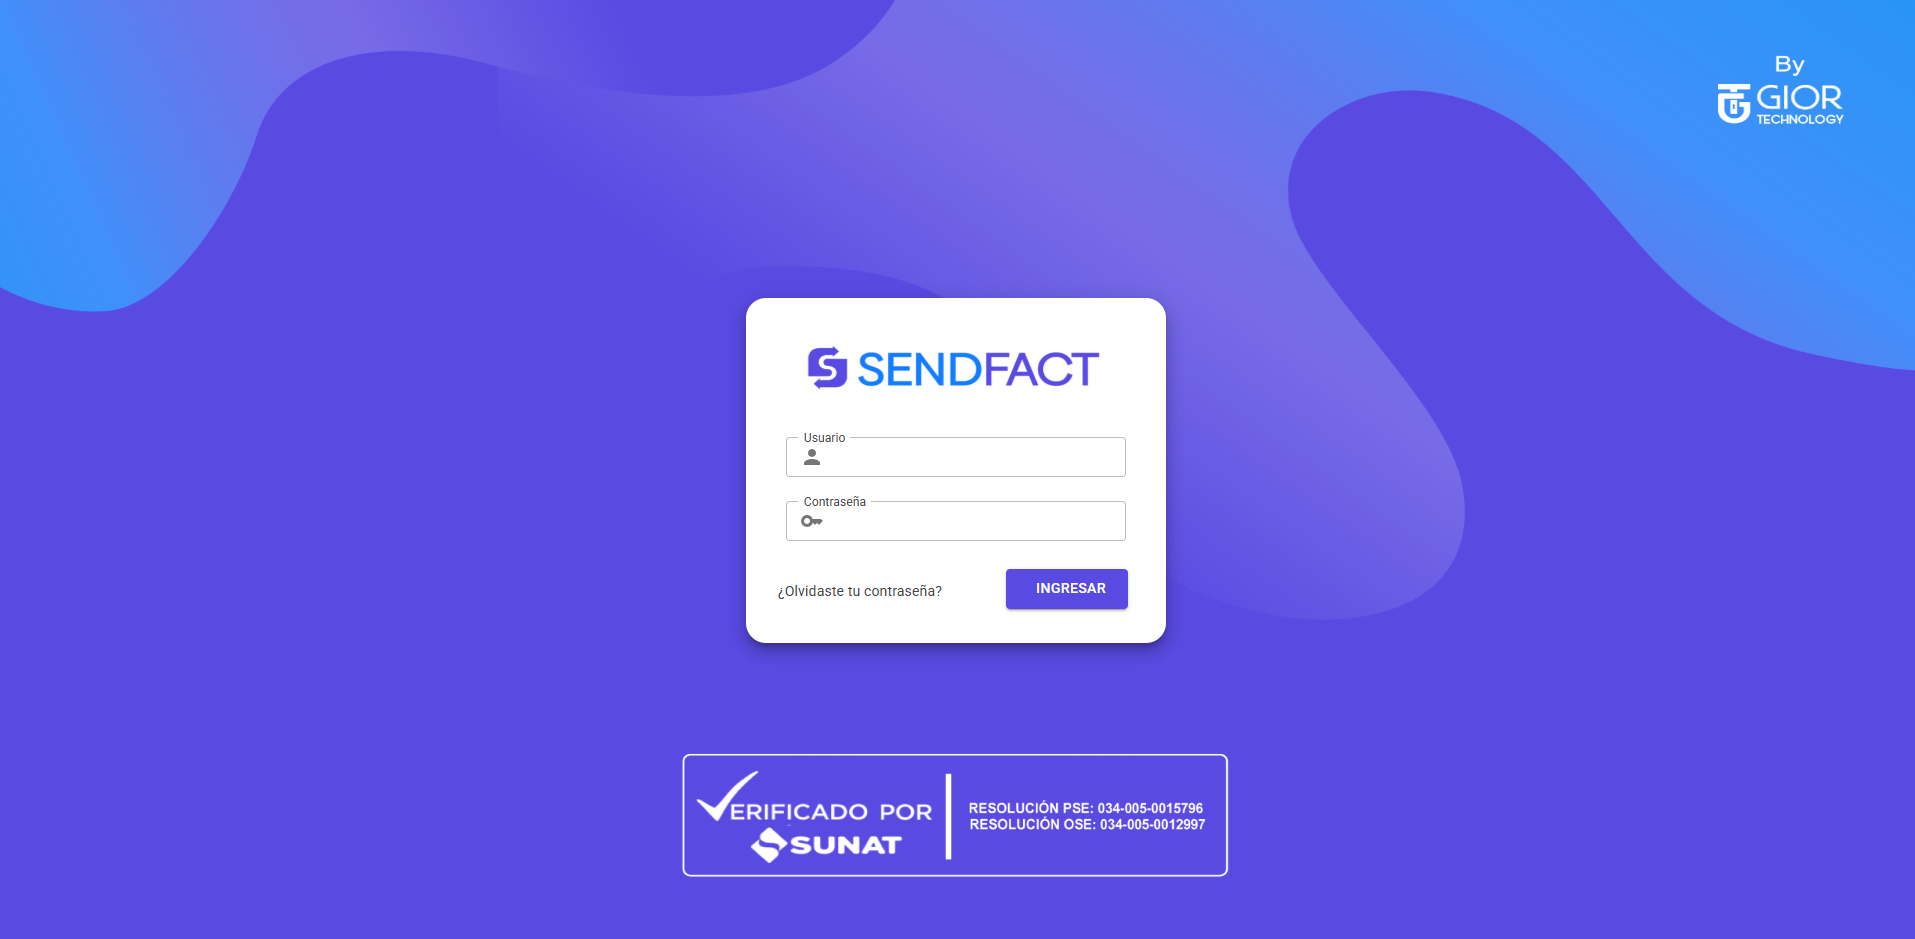 By
GIOR
TECHNOLOGY
SENDFACT
Usuario
Contraseña
¿Olvidaste tu contraseña?
INGRESAR
VERIFICADO POR
SUNAT
RESOLUCIÓN PSE: 034-005-0015796
RESOLUCIÓN OSE: 034-005-0012997